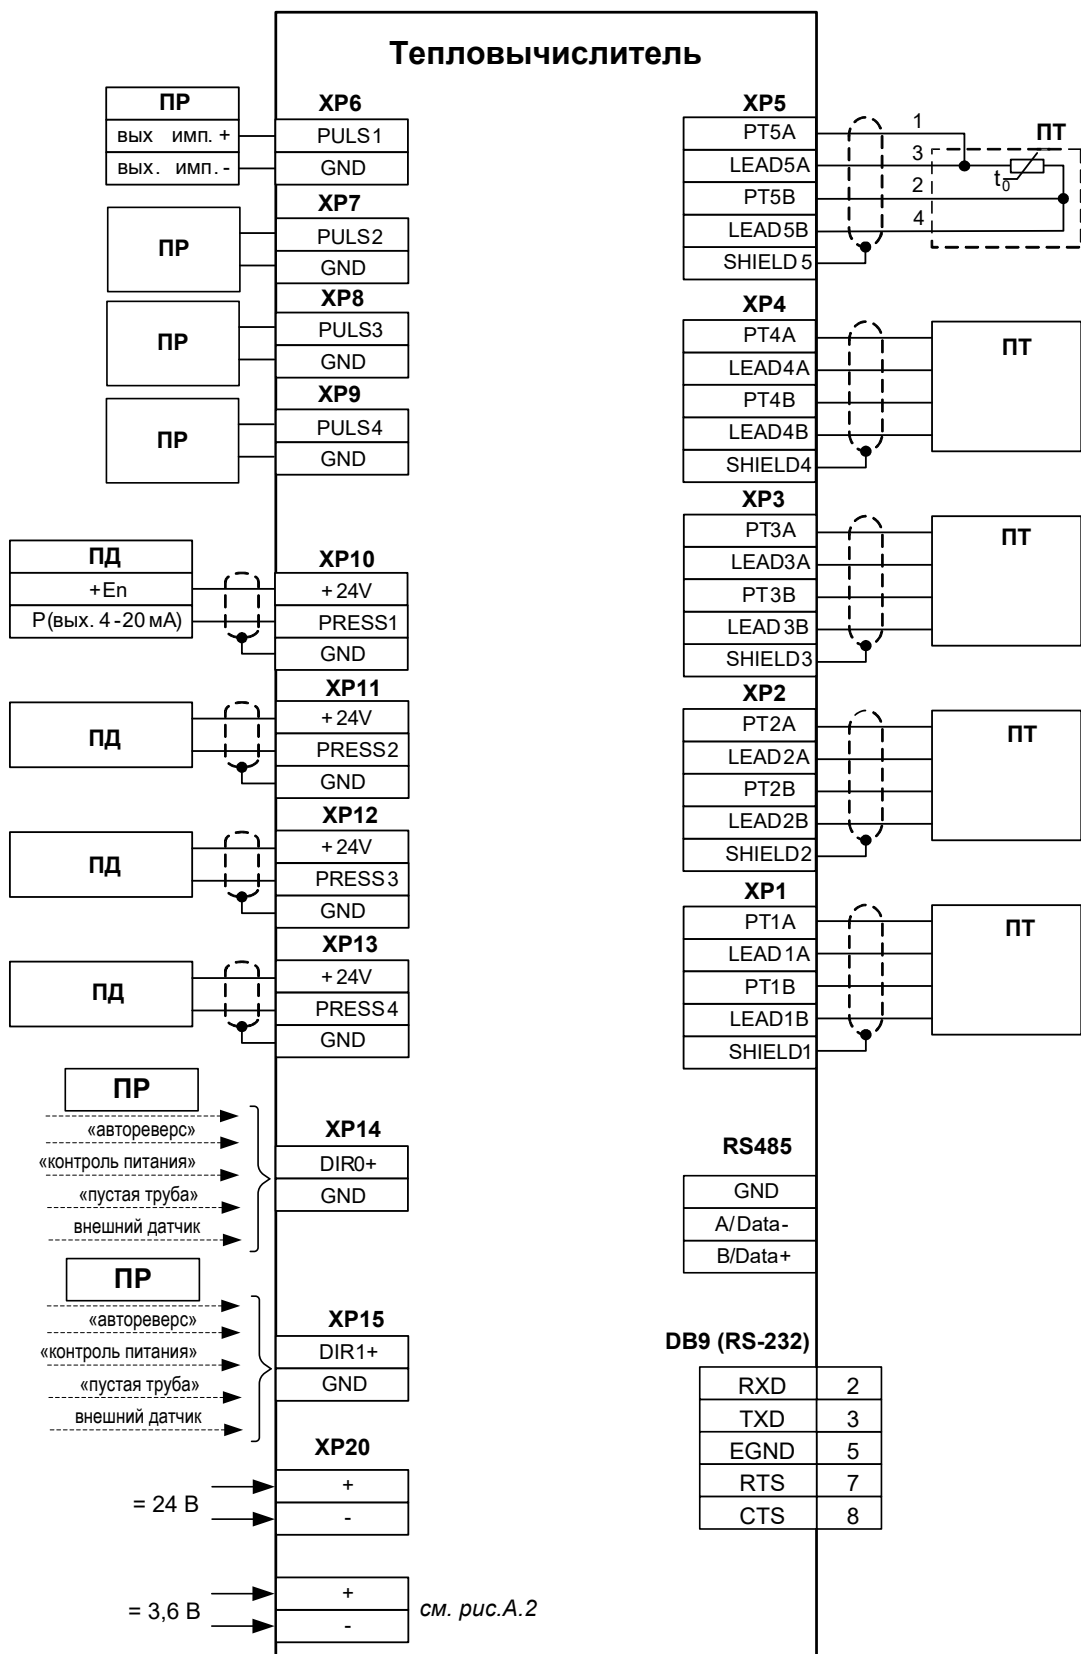 Тепловычислитель
ПР
вых имп. +
вых. имп. -
XP6
PULS1
GND
ПР
XP7
PULS2
GND
ПР
XP8
PULS3
GND
ПР
XP9
PULS4
GND
ПД
+En
P(вых. 4-20 мА)
XP10
+24V
PRESS1
GND
ПД
XP11
+24V
PRESS2
GND
ПД
XP12
+24V
PRESS3
GND
ПД
XP13
+24V
PRESS4
GND
ПР
«автореверс»
«контроль питания»
«пустая труба»
внешний датчик
XP14
DIR0+
GND
ПР
«автореверс»
«контроль питания»
«пустая труба»
внешний датчик
XP15
DIR1+
GND
XP20
= 24 В
+
-
= 3,6 В
+
-
см. рис.А.2
XP5
PT5A
LEAD5A
PT5B
LEAD5B
SHIELD5
1
3
2
4
ПТ
t0
XP4
PT4A
LEAD4A
PT4B
LEAD4B
SHIELD4
ПТ
XP3
PT3A
LEAD3A
PT3B
LEAD3B
SHIELD3
ПТ
XP2
PT2A
LEAD2A
PT2B
LEAD2B
SHIELD2
ПТ
XP1
PT1A
LEAD1A
PT1B
LEAD1B
SHIELD1
ПТ
RS485
GND
A/Data-
B/Data+
DB9 (RS-232)
RXD 2
TXD 3
EGND 5
RTS 7
CTS 8